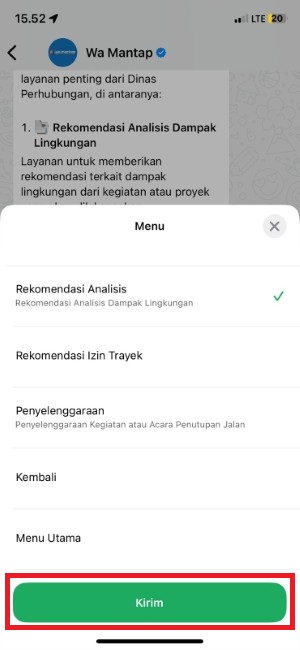 15.52
LTE 20
Wa Mantap
layanan penting dari Dinas
Perhubungan, di antaranya:
1. Rekomendasi Analisis Dampak
Lingkungan
Layanan untuk memberikan
rekomendasi terkait dampak
lingkungan dari kegiatan atau proyek
Menu
Rekomendasi Analisis
Rekomendasi Analisis Dampak Lingkungan
Rekomendasi Izin Trayek
Penyelenggaraan
Penyelenggaraan Kegiatan atau Acara Penutupan Jalan
Kembali
Menu Utama
Kirim